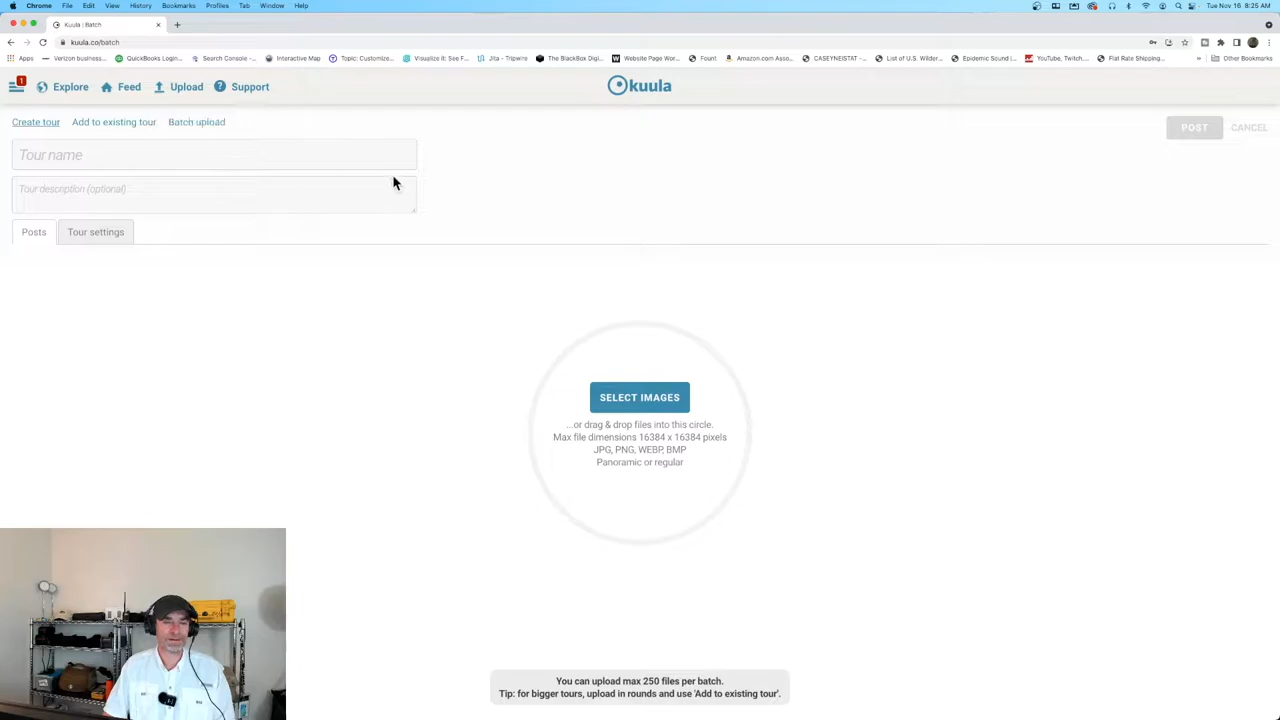 Chrome File Edit View History Bookmarks Profiles Tab Window Help
Tue Nov 16 8:25 AM
Kuula | Batch
kuula.co/batch
Apps Verizon business... QuickBooks Login... Search Console -... Interactive Map Topic: Customize... Visualize it: See F... Jita - Tripwire The BlackBox Digi... Website Page Wor... Fount Amazon.com Asso... CASEYNEISTAT -... List of U.S. Wilder... Epidemic Sound |... YouTube, Twitch,... Flat Rate Shipping... » Other Bookmarks
1 Explore Feed Upload Support kuula
Create tour Add to existing tour Batch upload
POST CANCEL
Tour name
Tour description (optional)
Posts Tour settings
SELECT IMAGES
...or drag & drop files into this circle.
Max file dimensions 16384 x 16384 pixels
JPG, PNG, WEBP, BMP
Panoramic or regular
You can upload max 250 files per batch.
Tip: for bigger tours, upload in rounds and use 'Add to existing tour'.